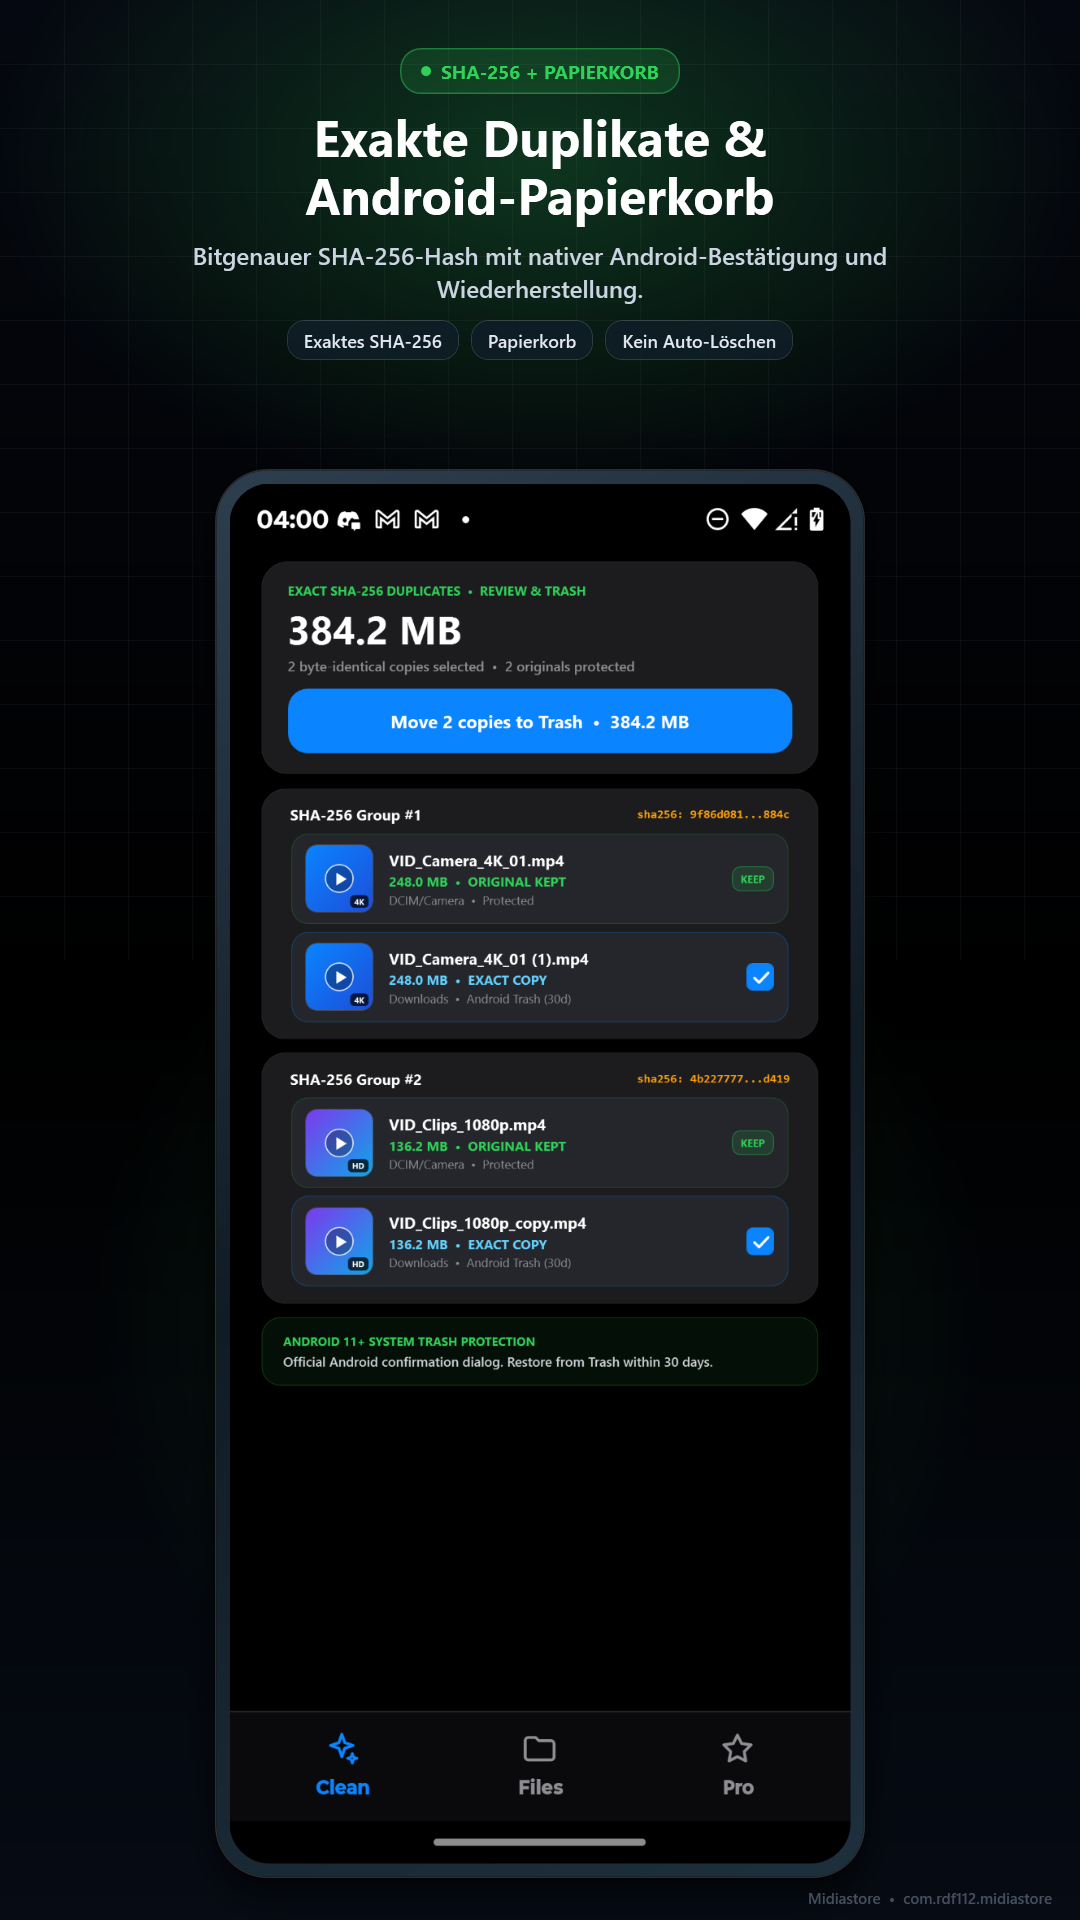 SHA-256 + PAPIERKORB
Exakte Duplikate &
Android-Papierkorb
Bitgenauer SHA-256-Hash mit nativer Android-Bestätigung und
Wiederherstellung.
Exaktes SHA-256
Papierkorb
Kein Auto-Löschen
04:00
EXACT SHA-256 DUPLICATES • REVIEW & TRASH
384.2 MB
2 byte-identical copies selected • 2 originals protected
Move 2 copies to Trash • 384.2 MB
SHA-256 Group #1
sha256: 9f86d081...884c
VID_Camera_4K_01.mp4
248.0 MB • ORIGINAL KEPT
DCIM/Camera • Protected
4K
KEEP
VID_Camera_4K_01 (1).mp4
248.0 MB • EXACT COPY
Downloads • Android Trash (30d)
4K
SHA-256 Group #2
sha256: 4b227777...d419
VID_Clips_1080p.mp4
136.2 MB • ORIGINAL KEPT
DCIM/Camera • Protected
HD
KEEP
VID_Clips_1080p_copy.mp4
136.2 MB • EXACT COPY
Downloads • Android Trash (30d)
HD
ANDROID 11+ SYSTEM TRASH PROTECTION
Official Android confirmation dialog. Restore from Trash within 30 days.
Clean
Files
Pro
Midiastore • com.rdf112.midiastore